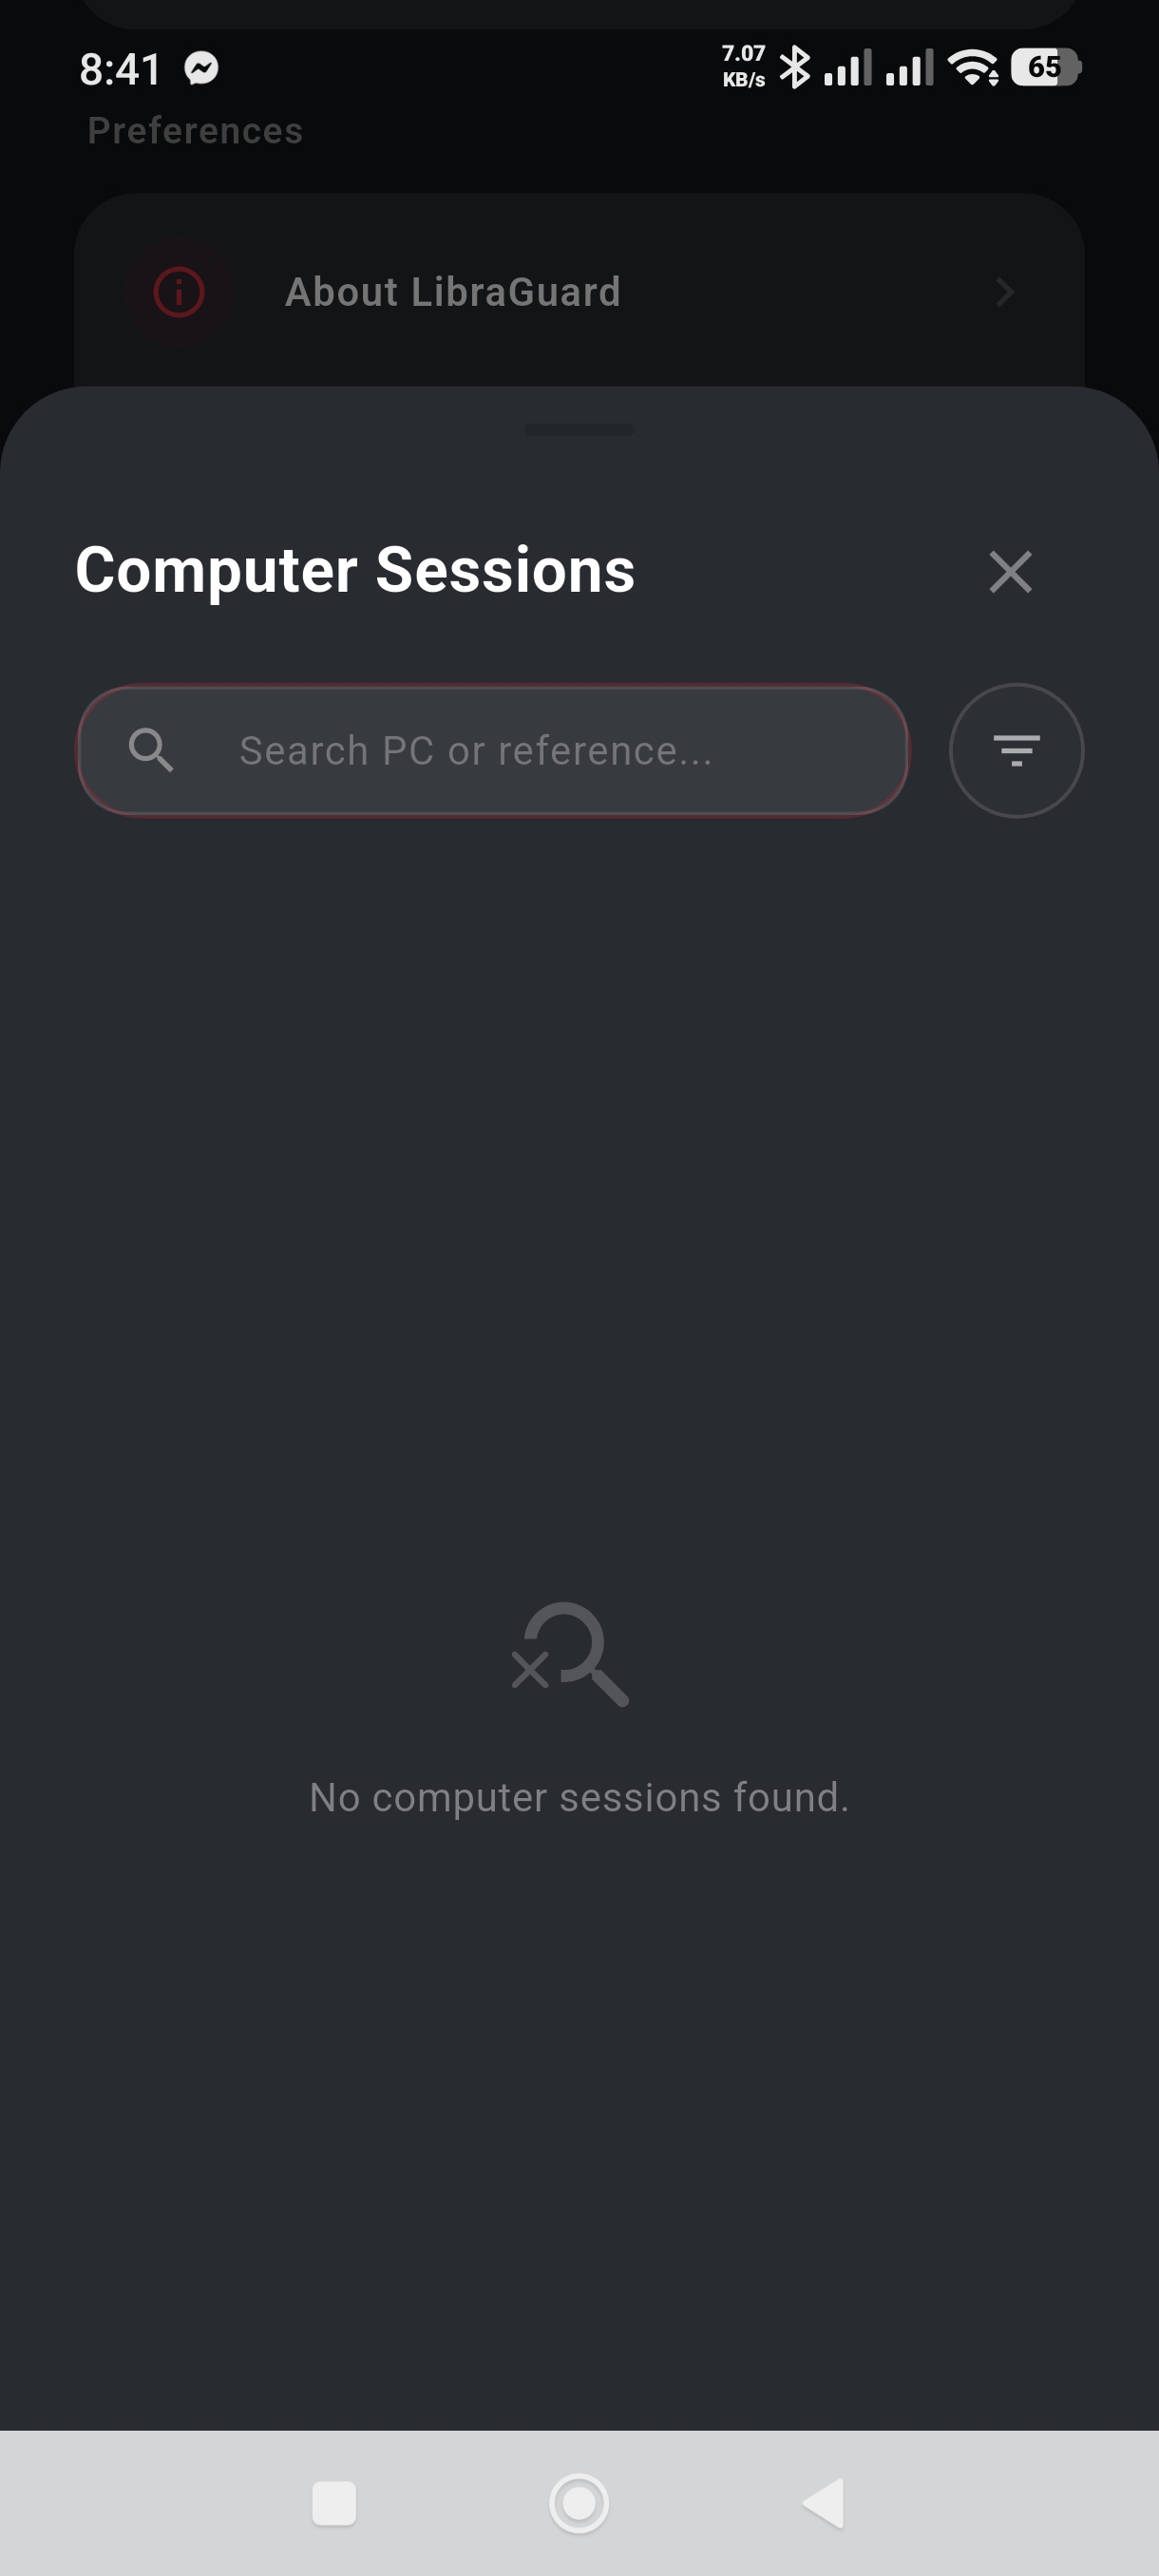 8:41
7.07
KB/s
65
Preferences
About LibraGuard
Computer Sessions
Search PC or reference...
No computer sessions found.